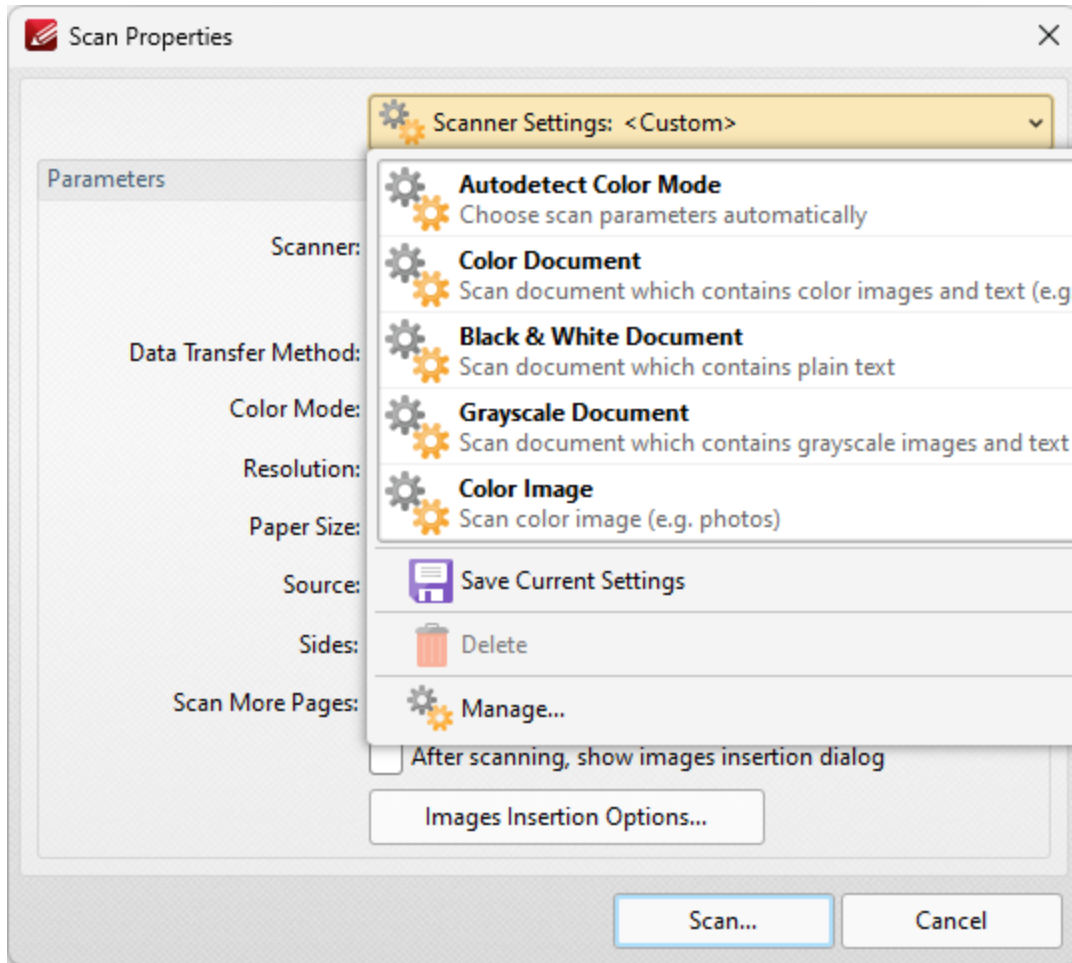 Scan Properties
Scanner Settings: <Custom>
Parameters
Autodetect Color Mode
Choose scan parameters automatically
Scanner:
Color Document
Scan document which contains color images and text (e.g
Black & White Document
Data Transfer Method:
Scan document which contains plain text
Color Mode:
Grayscale Document
Scan document which contains grayscale images and text
Resolution:
Color Image
Scan color image (e.g. photos)
Paper Size:
Source:
Save Current Settings
Sides:
Delete
Scan More Pages:
Manage...
After scanning, show images insertion dialog
Images Insertion Options...
Scan...
Cancel